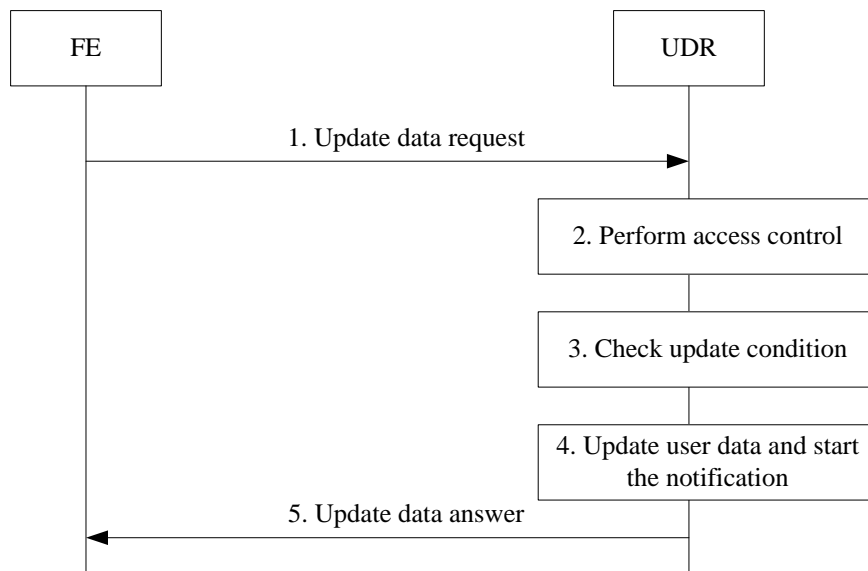 FE
UDR
1. Update data request
2. Perform access control
3. Check update condition
4. Update user data and start
the notification
5. Update data answer